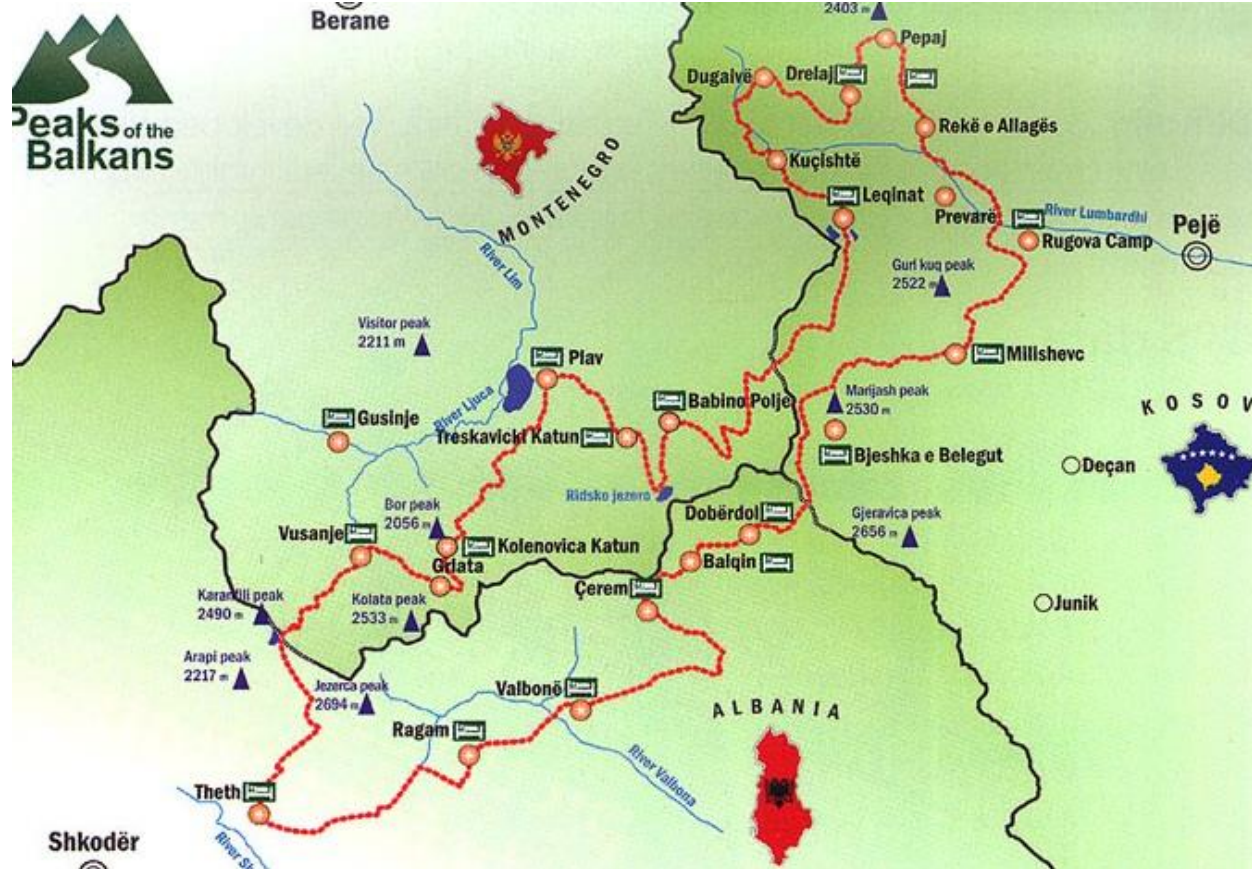 Peaks of the
Balkans
Berane
2403 m
Pepaj
Dugaivë
Drelaj
Rekë e Allagës
Kuçishtë
Leqinat
Prevarë
River Lumbardhi
Rugova Camp
Pejë
MONTENEGRO
River Lim
Guri kuq peak
2522 m
Visitor peak
2211 m
Plav
Milishevc
River Ljuca
Gusinje
Treskavicki Katun
Babino Polje
Marijash peak
2530 m
Bjeshka e Belegut
KOSOV
Deçan
Ridsko jezero
Bor peak
2056 m
Dobërdol
Gjeravica peak
2656 m
Vusanje
Kolenovica Katun
Grlata
Balqin
Çerem
Karanfili peak
2490 m
Kolata peak
2533 m
Junik
Arapi peak
2217 m
Jezerca peak
2694 m
Valbonë
Ragam
ALBANIA
River Valbona
Theth
Shkodër
River Sh